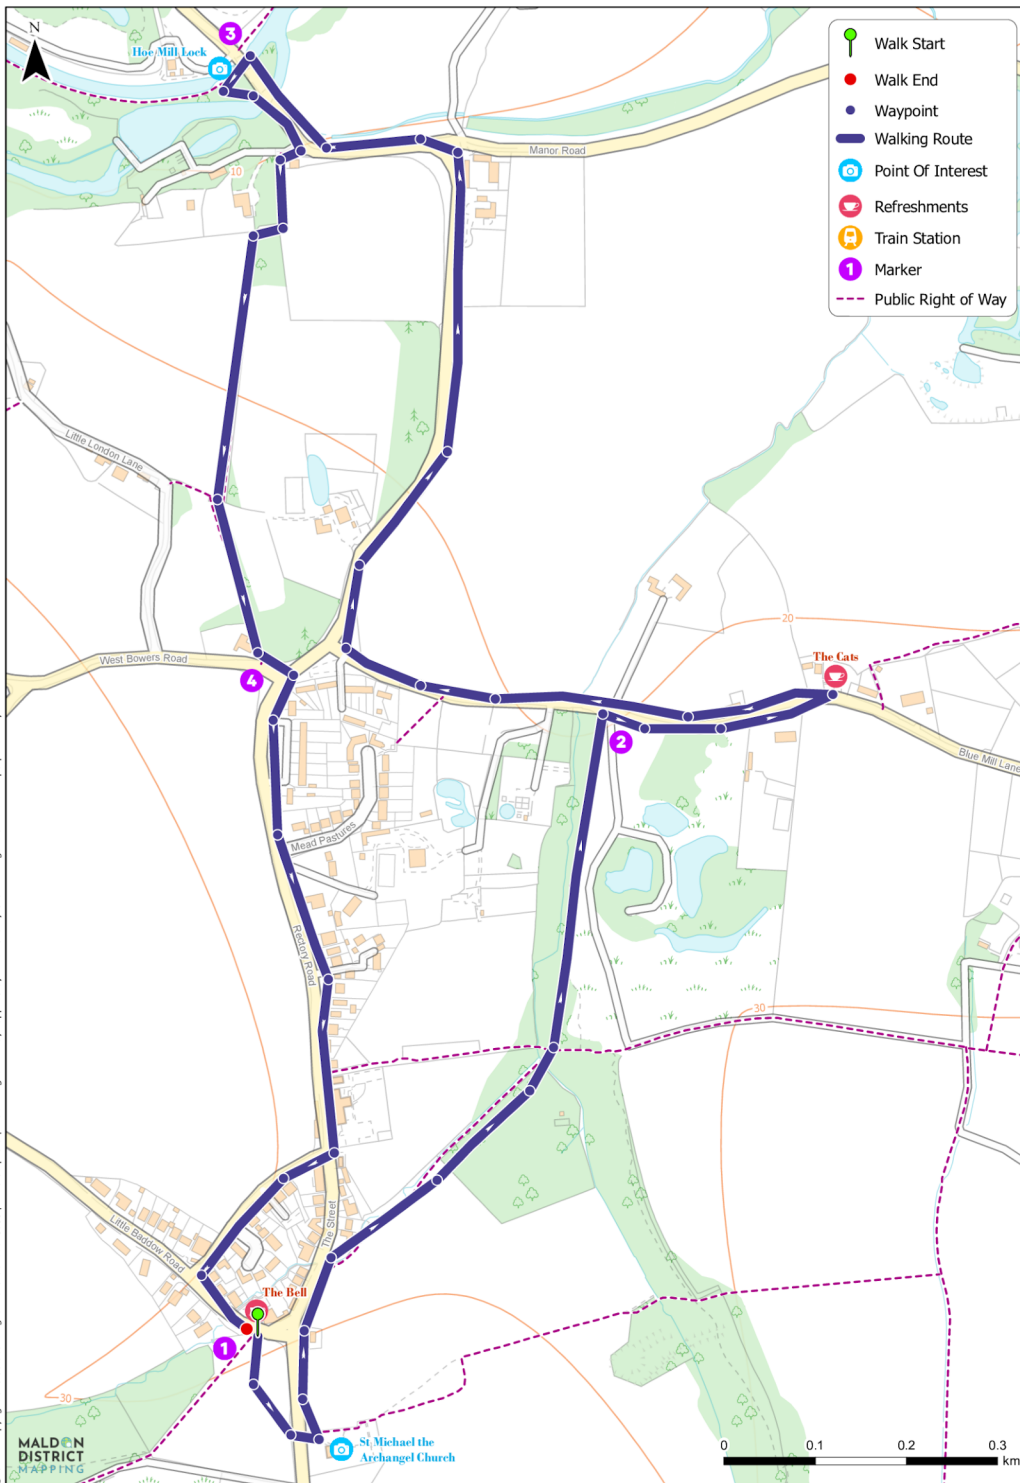 N
3
Hoe Mill Lock
Walk Start
Walk End
Waypoint
Walking Route
Point Of Interest
Refreshments
Train Station
1
Marker
Public Right of Way
Manor Road
10
Little London Lane
20
West Bowers Road
The Cats
4
2
Blue Mill Lane
Mead Pastures
Rectory Road
30
The Street
Little Baddow Road
The Bell
1
30
St Michael the
Archangel Church
MALDON
DISTRICT
MAPPING
0 0.1 0.2 0.3
km